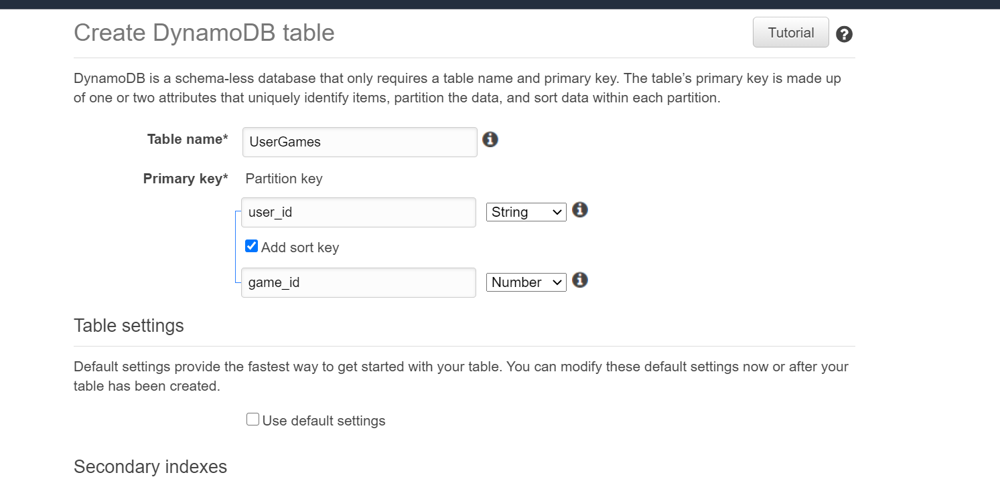 Create DynamoDB table
Tutorial
DynamoDB is a schema-less database that only requires a table name and primary key. The table’s primary key is made up
of one or two attributes that uniquely identify items, partition the data, and sort data within each partition.
Table name* UserGames
Primary key* Partition key
user_id String
Add sort key
game_id Number
Table settings
Default settings provide the fastest way to get started with your table. You can modify these default settings now or after your
table has been created.
Use default settings
Secondary indexes